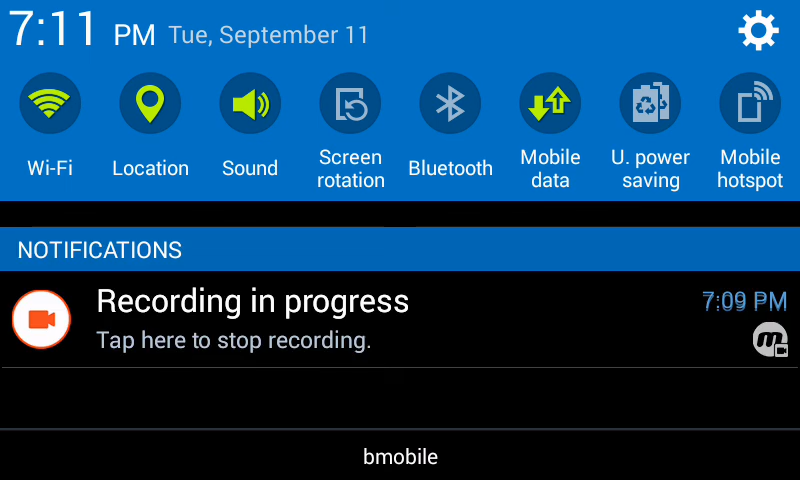 7:11 PM Tue, September 11
Wi-Fi
Location
Sound
Screen
rotation
Bluetooth
Mobile
data
U. power
saving
Mobile
hotspot
NOTIFICATIONS
Recording in progress
7:09 PM
Tap here to stop recording.
m
bmobile